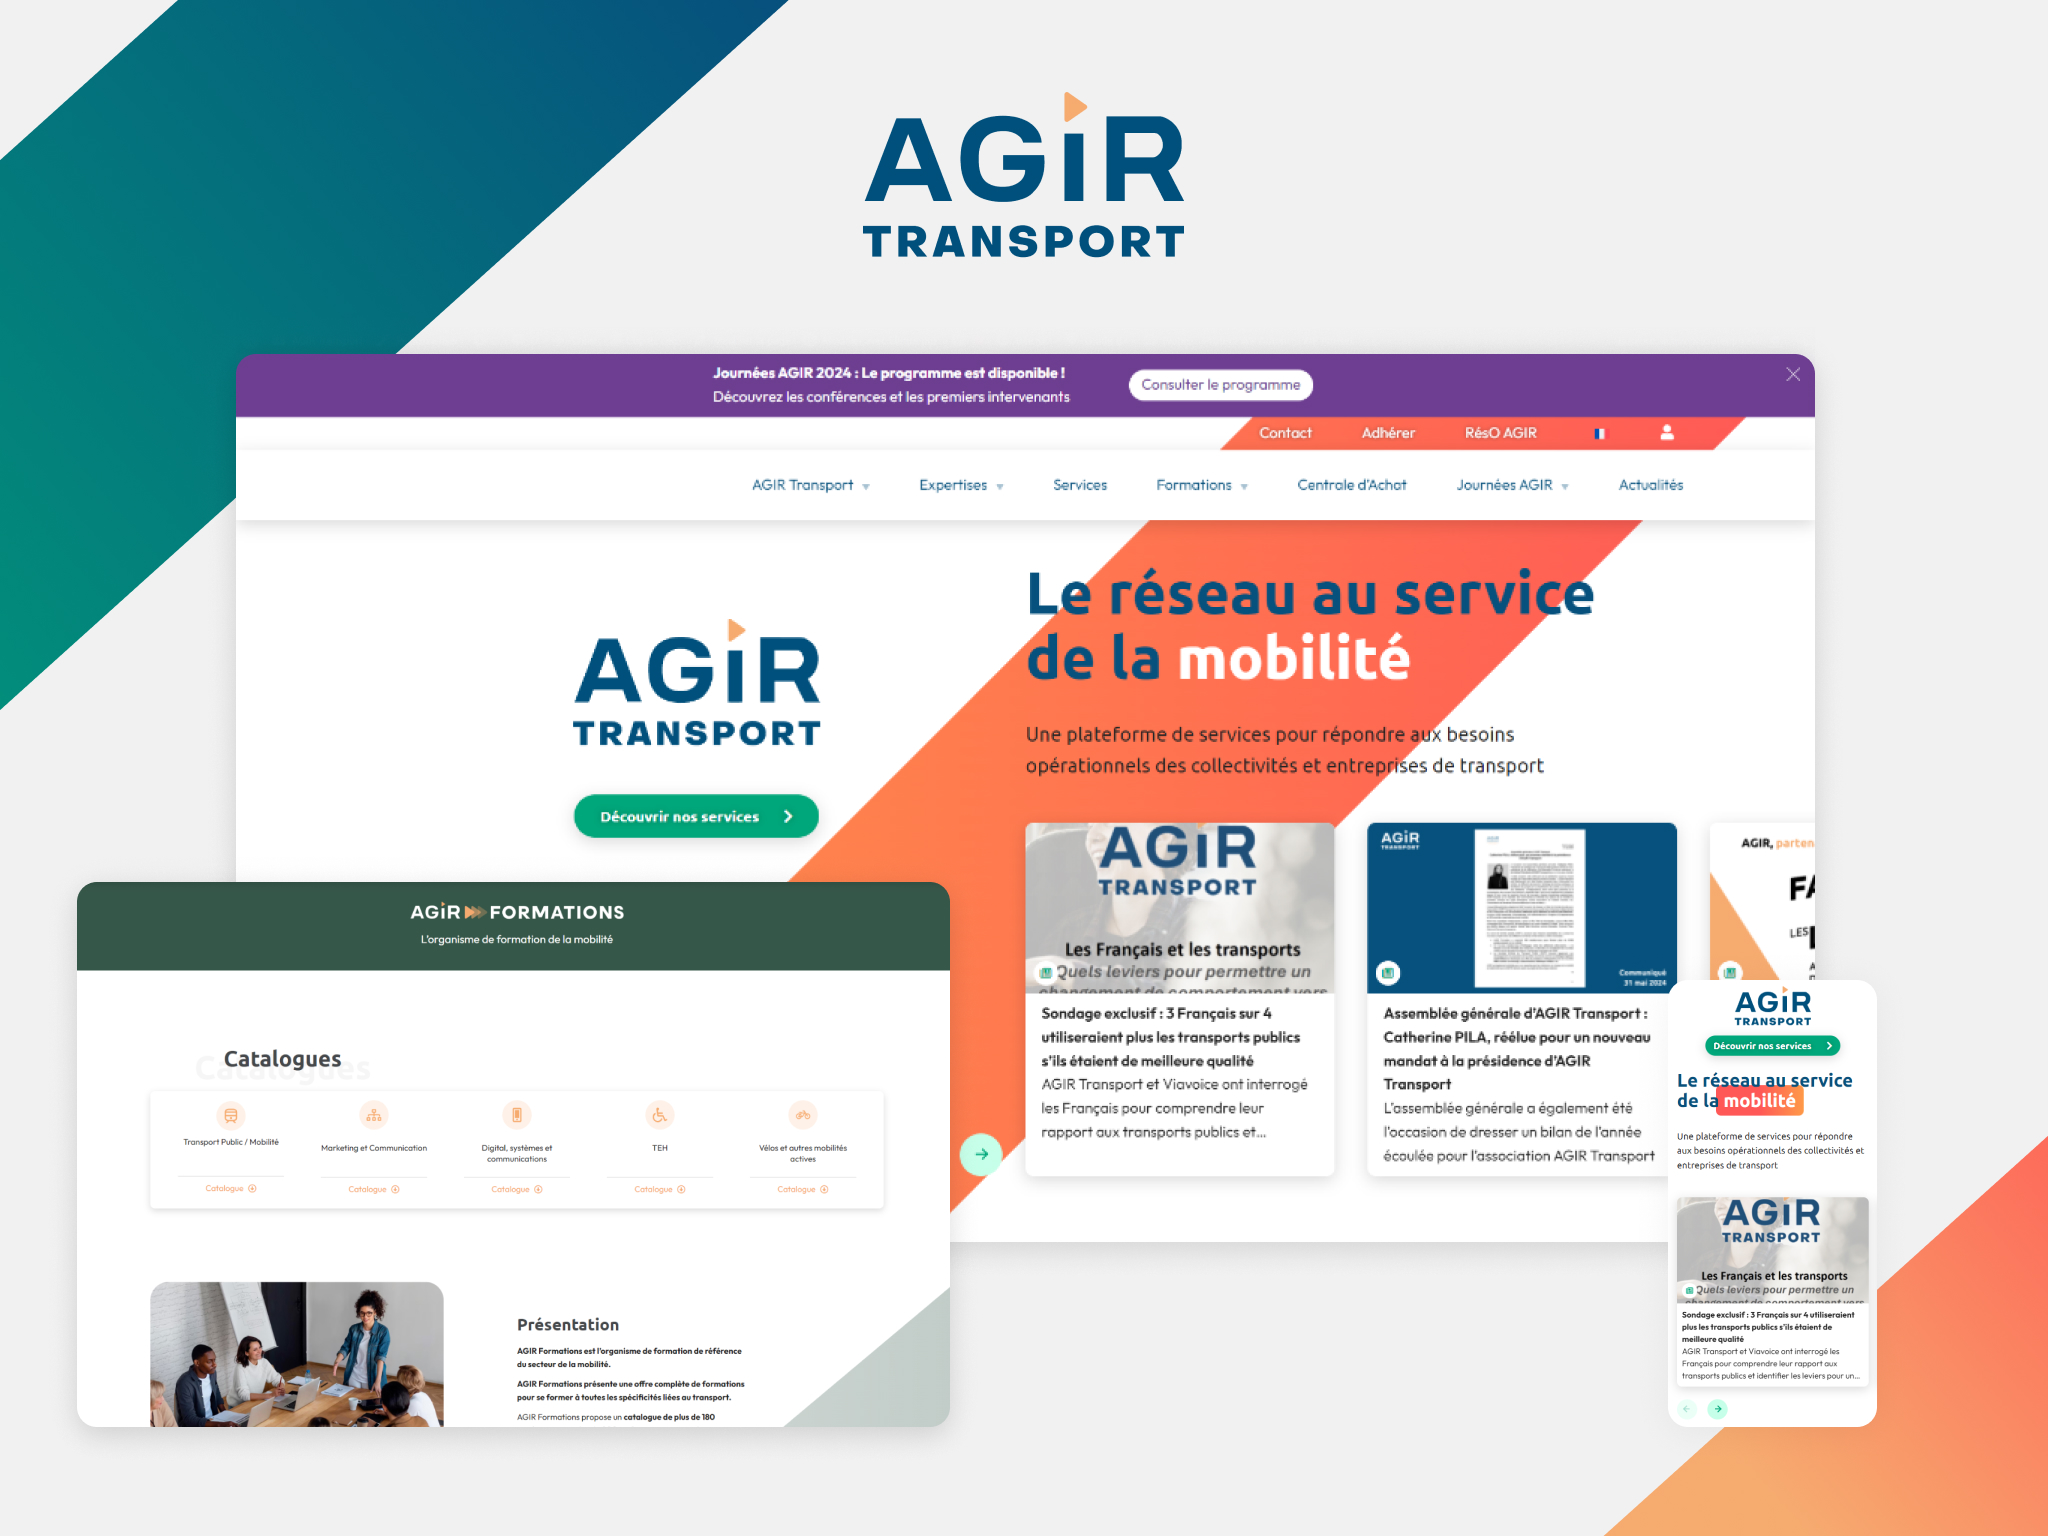 AGiR
TRANSPORT
Journées AGIR 2024 : Le programme est disponible !
Découvrez les conférences et les premiers intervenants
Consulter le programme
Contact
Adhérer
RésO AGIR
AGIR Transport
Expertises
Services
Formations
Centrale d'Achat
Journées AGIR
Actualités
AGiR
TRANSPORT
Découvrir nos services
Le réseau au service
de la mobilité
Une plateforme de services pour répondre aux besoins
opérationnels des collectivités et entreprises de transport
AGiR
TRANSPORT
Les Français et les transports
Quels leviers pour permettre un
changement de comportement vers
Sondage exclusif : 3 Français sur 4
utiliseraient plus les transports publics
s'ils étaient de meilleure qualité
AGIR Transport et Viavoice ont interrogé
les Français pour comprendre leur
rapport aux transports publics et...
AGiR
TRANSPORT
Communiqué
31 mai 2024
Assemblée générale d'AGIR Transport :
Catherine PILA, réélue pour un nouveau
mandat à la présidence d'AGIR
Transport
L'assemblée générale a également été
l'occasion de dresser un bilan de l'année
écoulée pour l'association AGIR Transport
AGIR, parten
FA
LES
AGiR FORMATIONS
L'organisme de formation de la mobilité
Catalogues
Catalogues
Transport Public / Mobilité
Catalogue
Marketing et Communication
Catalogue
Digital, systèmes et
communications
Catalogue
TEH
Catalogue
Vélos et autres mobilités
actives
Catalogue
Présentation
AGIR Formations est l'organisme de formation de référence
du secteur de la mobilité.
AGIR Formations présente une offre complète de formations
pour se former à toutes les spécificités liées au transport.
AGIR Formations propose un catalogue de plus de 180
AGiR
TRANSPORT
Découvrir nos services
Le réseau au service
de la mobilité
Une plateforme de services pour répondre
aux besoins opérationnels des collectivités et
entreprises de transport
AGiR
TRANSPORT
Les Français et les transports
Quels leviers pour permettre un
changement de comportement vers
Sondage exclusif : 3 Français sur 4 utiliseraient
plus les transports publics s'ils étaient de
meilleure qualité
AGIR Transport et Viavoice ont interrogé les
Français pour comprendre leur rapport aux
transports publics et identifier les leviers pour un...